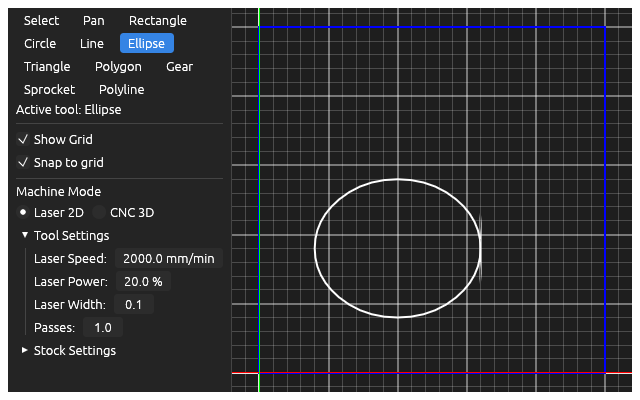 Select Pan Rectangle
Circle Line Ellipse
Triangle Polygon Gear
Sprocket Polyline
Active tool: Ellipse
Show Grid
Snap to grid
Machine Mode
Laser 2D CNC 3D
Tool Settings
Laser Speed: 2000.0 mm/min
Laser Power: 20.0 %
Laser Width: 0.1
Passes: 1.0
Stock Settings